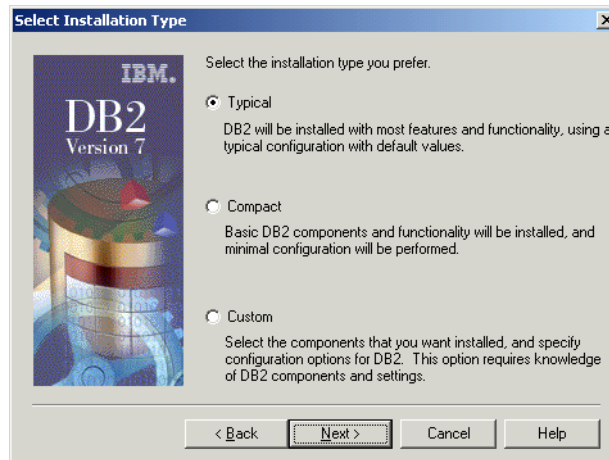 Select Installation Type
IBM.
DB2
Version 7
Select the installation type you prefer.
Typical
DB2 will be installed with most features and functionality, using a
typical configuration with default values.
Compact
Basic DB2 components and functionality will be installed, and
minimal configuration will be performed.
Custom
Select the components that you want installed, and specify
configuration options for DB2. This option requires knowledge
of DB2 components and settings.
< Back
Next >
Cancel
Help